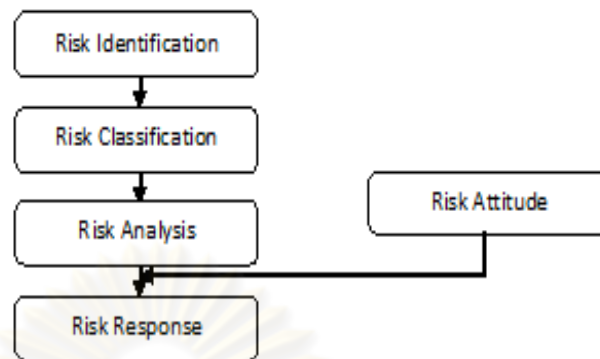 Risk Identification
Risk Classification
Risk Analysis
Risk Attitude
Risk Response